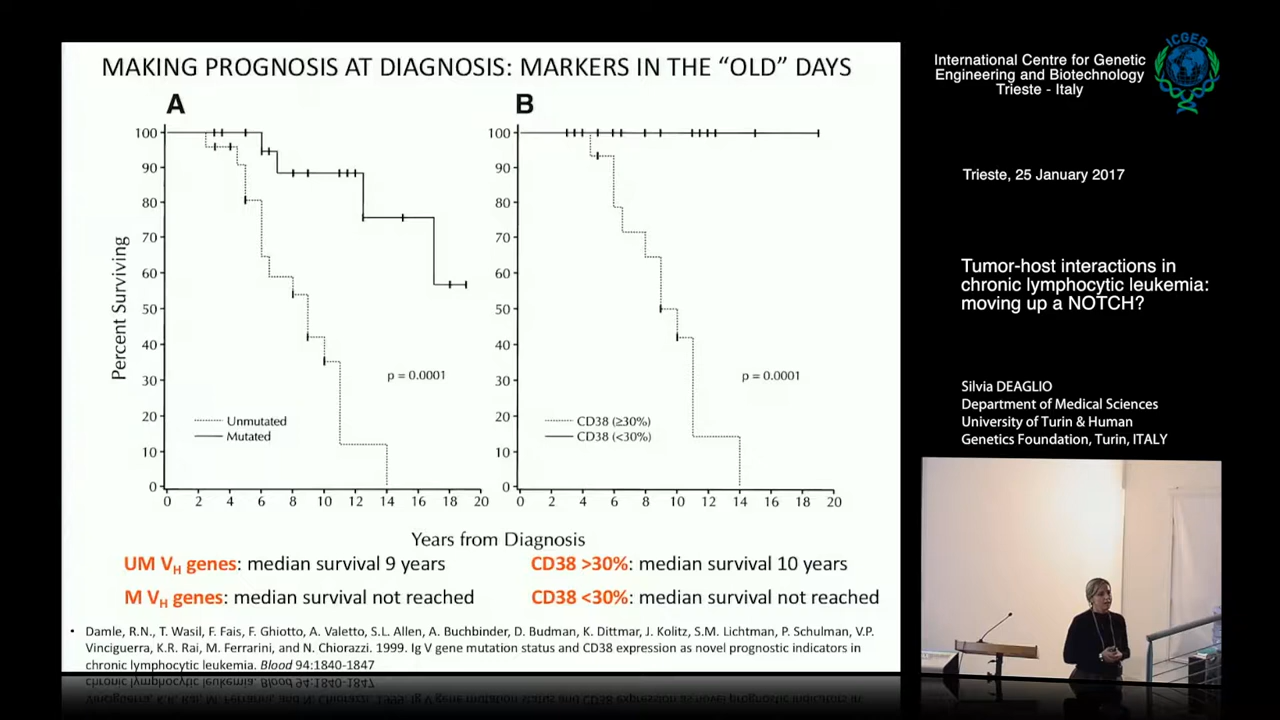 MAKING PROGNOSIS AT DIAGNOSIS: MARKERS IN THE “OLD” DAYS
A
B
100
90
80
70
60
50
40
30
20
10
0
Percent Surviving
p = 0.0001
Unmutated
Mutated
0 2 4 6 8 10 12 14 16 18 20
100
90
80
70
60
50
40
30
20
10
0
p = 0.0001
CD38 (≥30%)
CD38 (<30%)
0 2 4 6 8 10 12 14 16 18 20
Years from Diagnosis
UM VH genes: median survival 9 years
M VH genes: median survival not reached
CD38 >30%: median survival 10 years
CD38 <30%: median survival not reached
• Damle, R.N., T. Wasil, F. Fais, F. Ghiotto, A. Valetto, S.L. Allen, A. Buchbinder, D. Budman, K. Dittmar, J. Kolitz, S.M. Lichtman, P. Schulman, V.P.
Vinciguerra, K.R. Rai, M. Ferrarini, and N. Chiorazzi. 1999. Ig V gene mutation status and CD38 expression as novel prognostic indicators in
chronic lymphocytic leukemia. Blood 94:1840-1847
International Centre for Genetic
Engineering and Biotechnology
Trieste - Italy
ICGEB
Trieste, 25 January 2017
Tumor-host interactions in
chronic lymphocytic leukemia:
moving up a NOTCH?
Silvia DEAGLIO
Department of Medical Sciences
University of Turin & Human
Genetics Foundation, Turin, ITALY